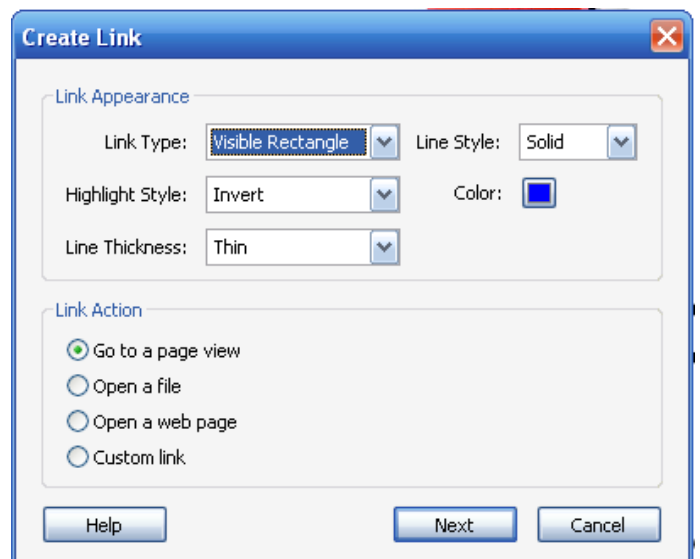 Create Link
Link Appearance
Link Type: Visible Rectangle Line Style: Solid
Highlight Style: Invert Color:
Line Thickness: Thin
Link Action
Go to a page view
Open a file
Open a web page
Custom link
Help Next Cancel